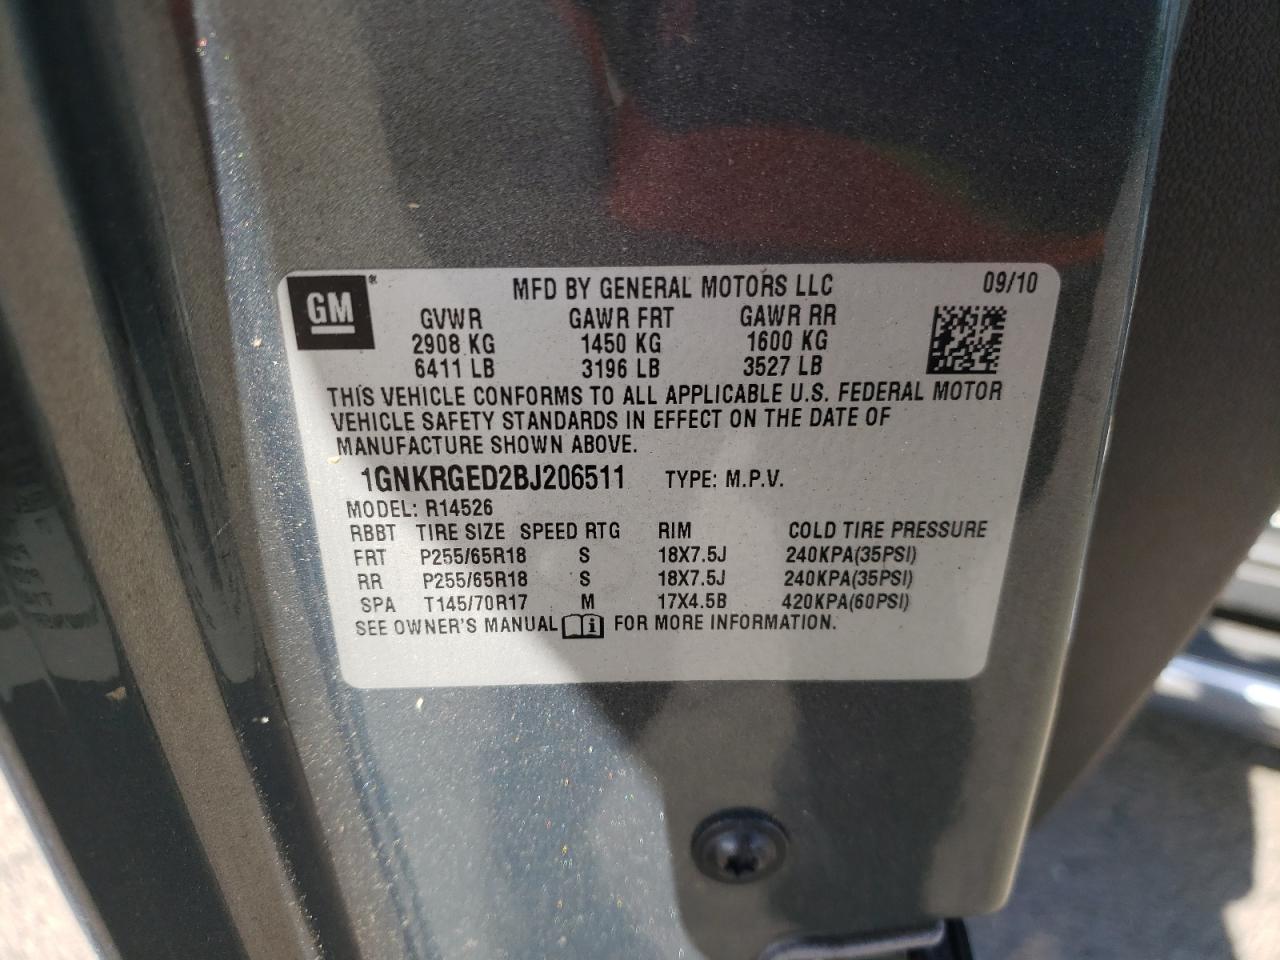 GM ®
MFD BY GENERAL MOTORS LLC 09/10
GVWR GAWR FRT GAWR RR
2908 KG 1450 KG 1600 KG
6411 LB 3196 LB 3527 LB
THIS VEHICLE CONFORMS TO ALL APPLICABLE U.S. FEDERAL MOTOR
VEHICLE SAFETY STANDARDS IN EFFECT ON THE DATE OF
MANUFACTURE SHOWN ABOVE.
1GNKRGED2BJ206511 TYPE: M.P.V.
MODEL: R14526
RBBT TIRE SIZE SPEED RTG RIM COLD TIRE PRESSURE
FRT P255/65R18 S 18X7.5J 240KPA(35PSI)
RR P255/65R18 S 18X7.5J 240KPA(35PSI)
SPA T145/70R17 M 17X4.5B 420KPA(60PSI)
SEE OWNER'S MANUAL i FOR MORE INFORMATION.